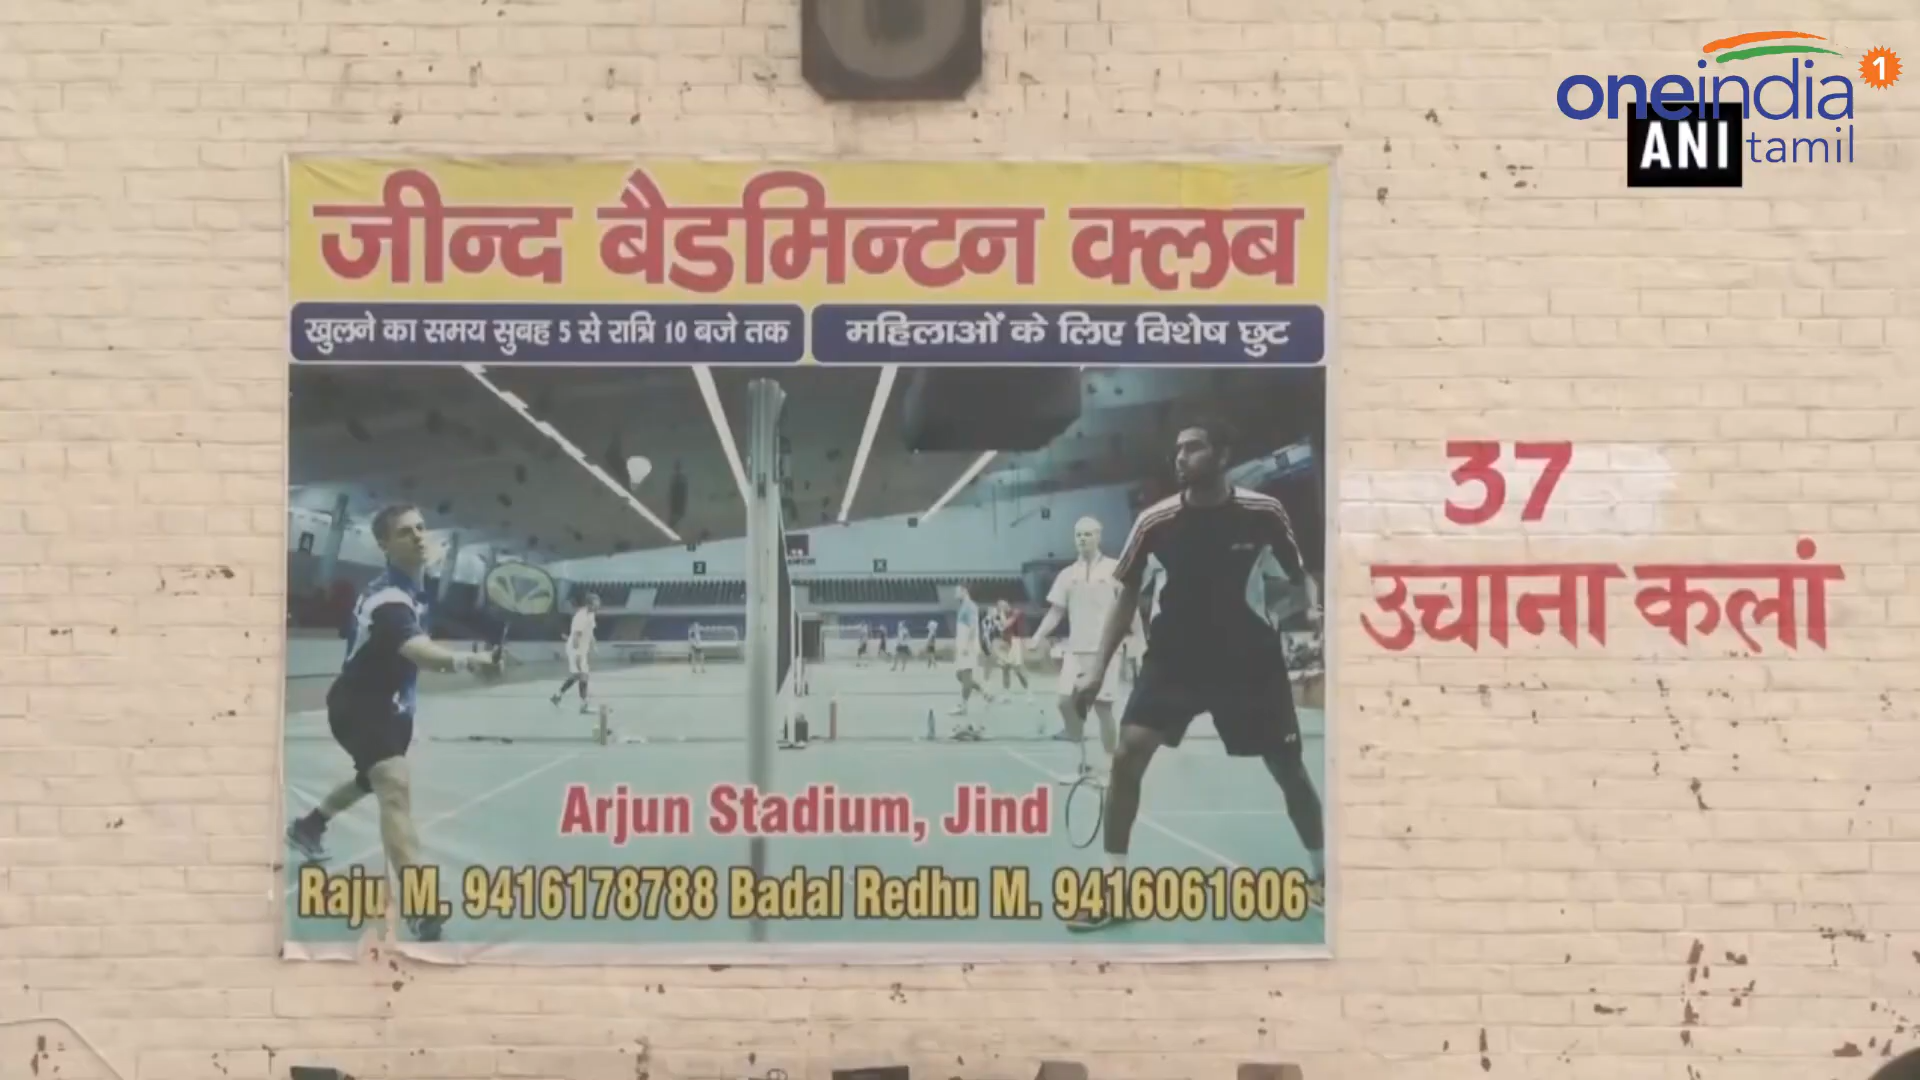 oneindia 1
ANI tamil
जीन्द बैडमिन्टन क्लब
खुलने का समय सुबह 5 से रात्रि 10 बजे तक
महिलाओं के लिए विशेष छुट
37
उचाना कलां
Arjun Stadium, Jind
Raju M. 9416178788 Badal Redhu M. 9416061606